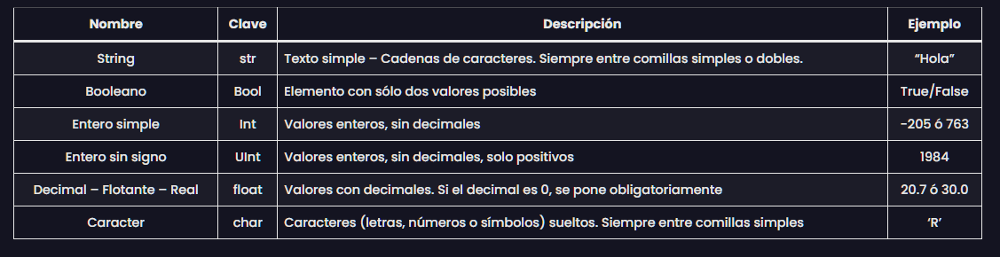 Nombre Clave Descripción Ejemplo
String str Texto simple – Cadenas de caracteres. Siempre entre comillas simples o dobles. “Hola”
Booleano Bool Elemento con sólo dos valores posibles True/False
Entero simple Int Valores enteros, sin decimales -205 ó 763
Entero sin signo UInt Valores enteros, sin decimales, solo positivos 1984
Decimal – Flotante – Real float Valores con decimales. Si el decimal es 0, se pone obligatoriamente 20.7 ó 30.0
Caracter char Caracteres (letras, números o símbolos) sueltos. Siempre entre comillas simples ‘R’